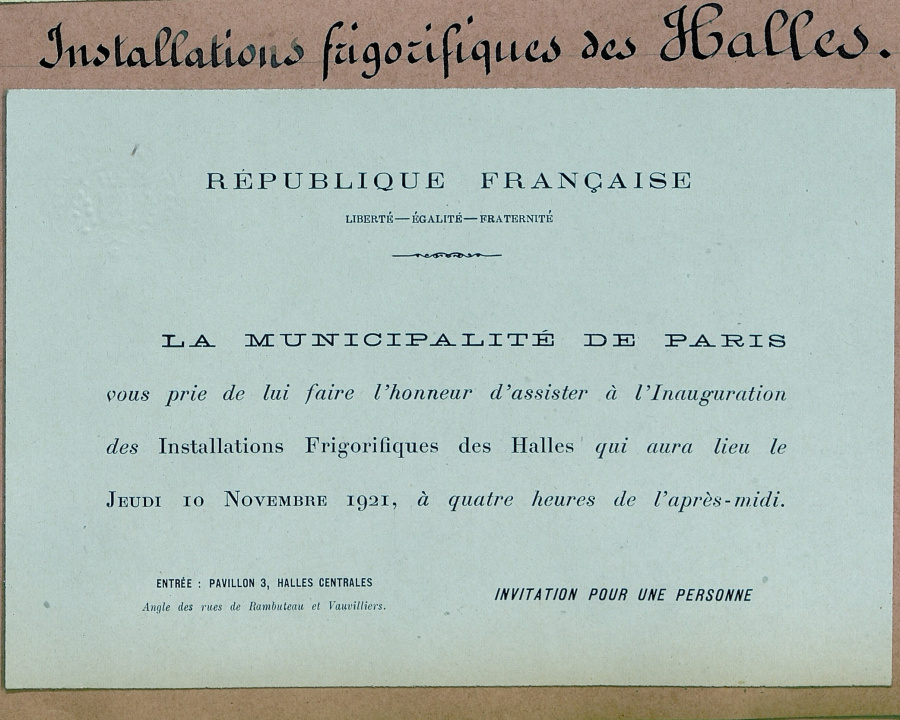 Installations frigorifiques des Halles.
RÉPUBLIQUE FRANÇAISE
LIBERTÉ—ÉGALITÉ—FRATERNITÉ
LA MUNICIPALITÉ DE PARIS
vous prie de lui faire l'honneur d'assister à l'Inauguration
des Installations Frigorifiques des Halles qui aura lieu le
JEUDI 10 NOVEMBRE 1921, à quatre heures de l'après-midi.
ENTRÉE : PAVILLON 3, HALLES CENTRALES
Angle des rues de Rambuteau et Vauvilliers.
INVITATION POUR UNE PERSONNE